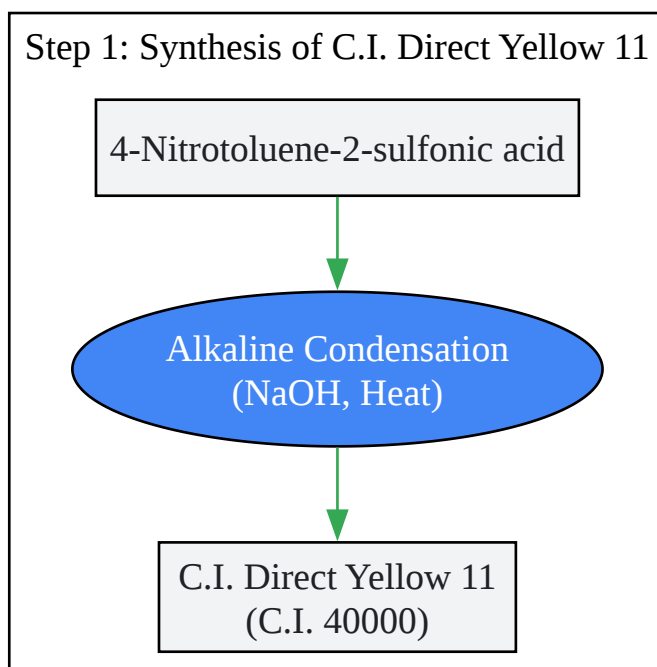 Step 1: Synthesis of C.I. Direct Yellow 11
4-Nitrotoluene-2-sulfonic acid
Alkaline Condensation
(NaOH, Heat)
C.I. Direct Yellow 11
(C.I. 40000)